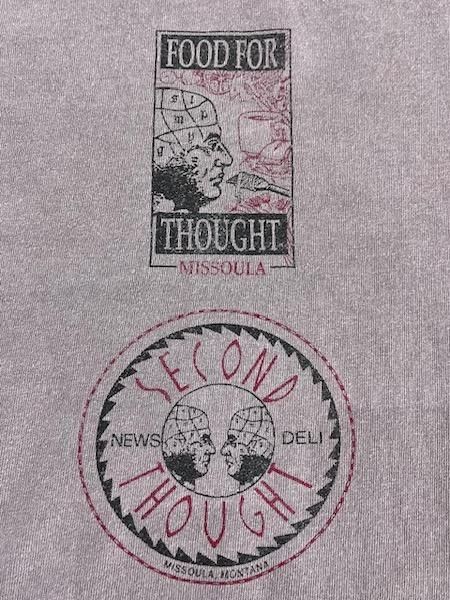 FOOD FOR
s i
m p
y g
THOUGHT
MISSOULA
SECOND
NEWS DELI
THOUGHT
MISSOULA, MONTANA